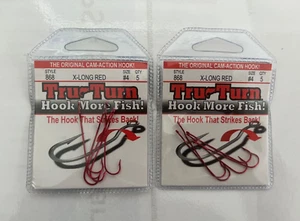 THE ORIGINAL CAM-ACTION HOOK!
STYLE SIZE QTY
868 X-LONG RED #4 5
Tru-Turn
Hook More Fish!
The Hook That Strikes Back!
THE ORIGINAL CAM-ACTION HOOK!
STYLE SIZE QTY
868 X-LONG RED #4 5
Tru-Turn
Hook More Fish!
The Hook That Strikes Back!